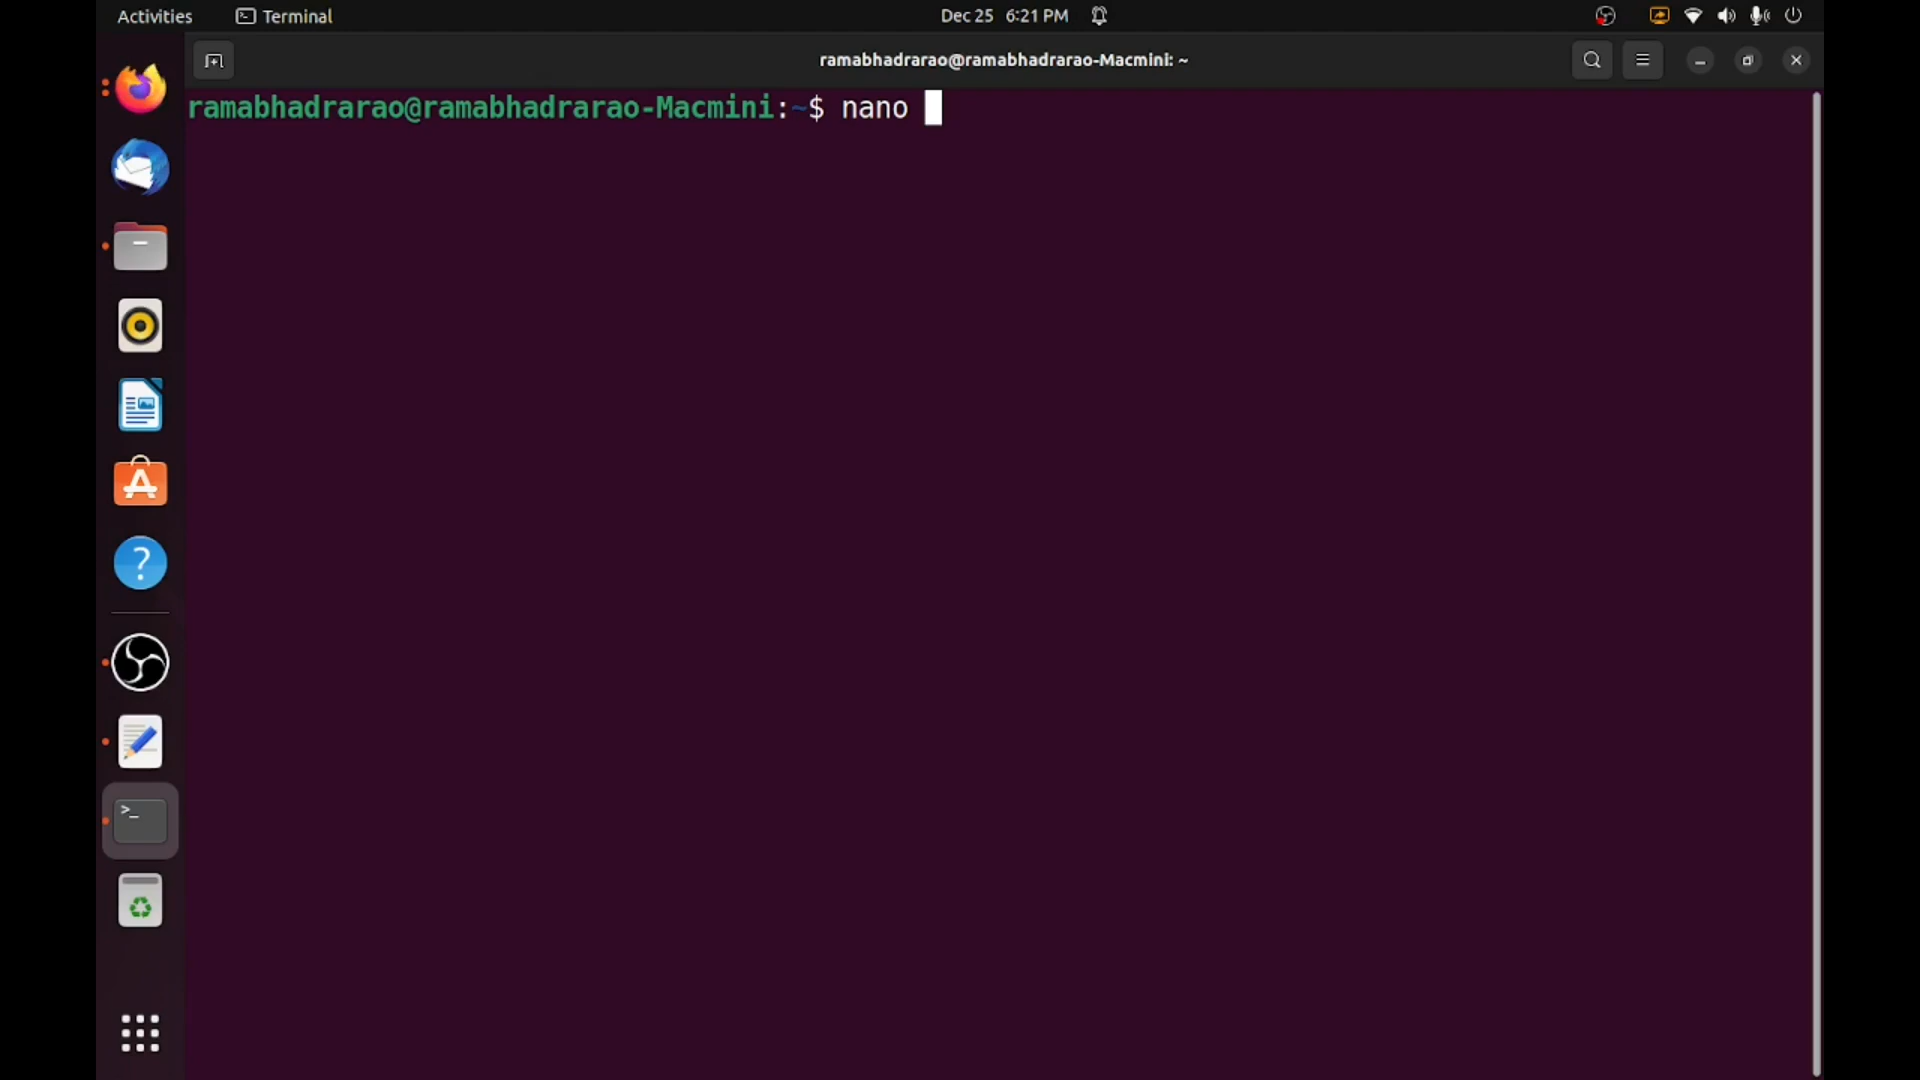 Activities Terminal Dec 25 6:21 PM
ramabhadrarao@ramabhadrarao-Macmini: ~
ramabhadrarao@ramabhadrarao-Macmini:~$ nano